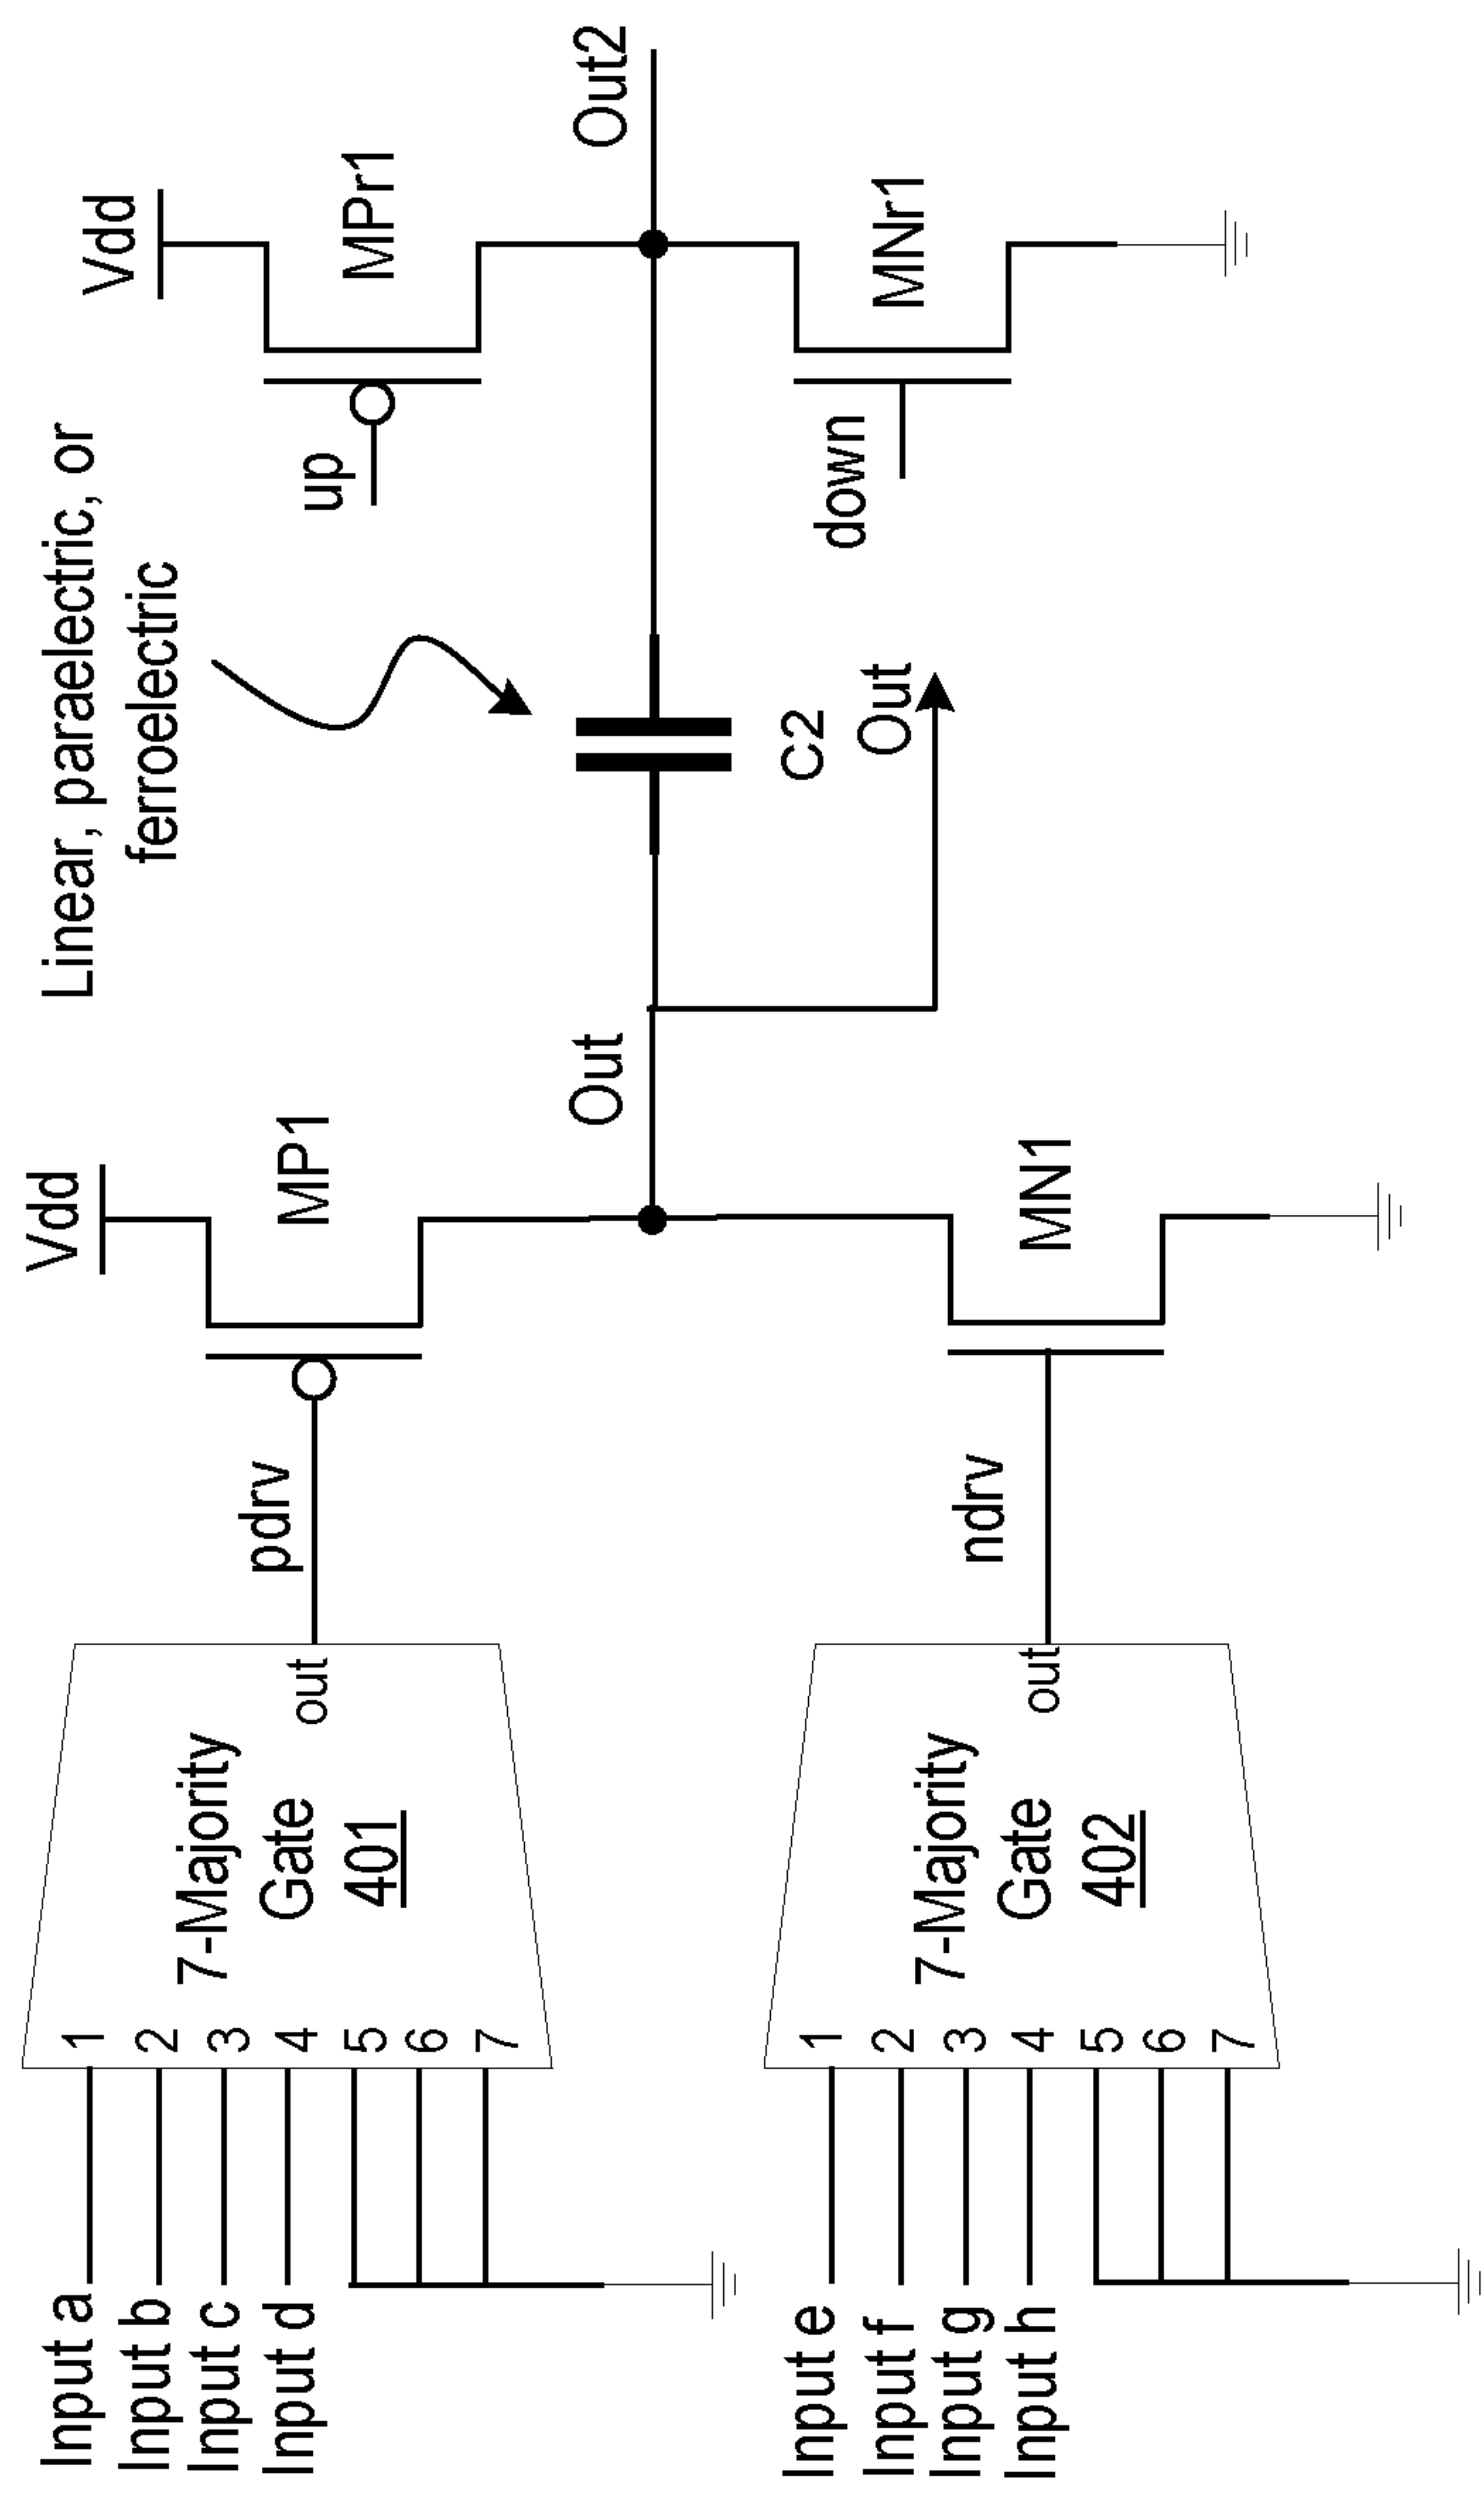 Linear, paraelectric, or
ferroelectric
Vdd
Vdd
MP1
MPr1
up
pdrv
Input a
Input b
Input c
Input d
1
2
3
4
5
6
7
7-Majority
Gate
401
out
Out
Out2
C2
Out
down
MNr1
MN1
ndrv
Input e
Input f
Input g
Input h
1
2
3
4
5
6
7
7-Majority
Gate
402
out